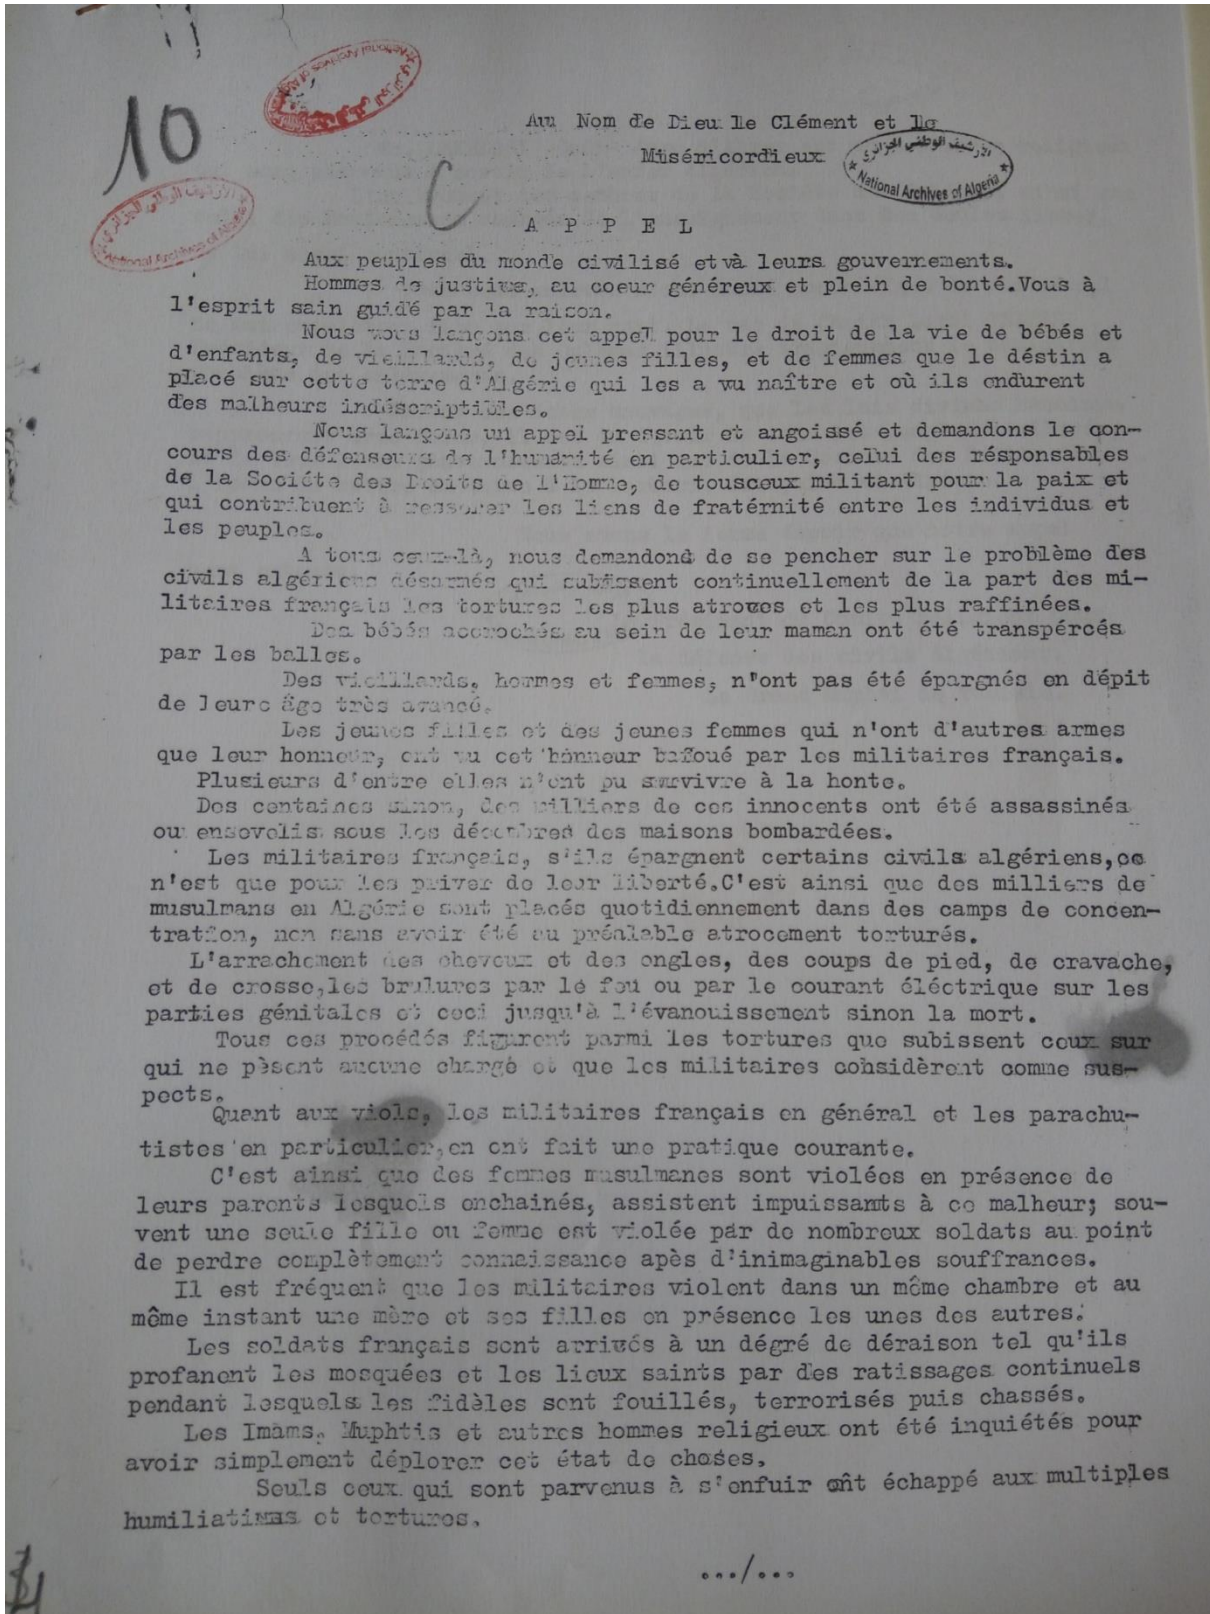 10
C
الأرشيف الوطني الجزائري
National Archives of Algeria
الأرشيف الوطني الجزائري
National Archives of Algeria
Au Nom de Dieu le Clément et le
Miséricordieux
A P P E L
Aux peuples du monde civilisé et và leurs gouvernements.
Hommes de justice, au coeur généreux et plein de bonté.Vous à
l'esprit sain guidé par la raison.
Nous vous lançons cet appel pour le droit de la vie de bébés et
d'enfants, de vieillards, de jeunes filles, et de femmes que le déstin a
placé sur cette terre d'Algérie qui les a vu naître et où ils endurent
des malheurs indéscriptibles.
Nous lançons un appel pressant et angoissé et demandons le con-
cours des défenseurs de l'humanité en particulier, celui des résponsables
de la Sociéte des Droits de l'Homme, de tousceux militant pour la paix et
qui contribuent à resserer les liens de fratérnité entre les individus et
les peuples.
A tous ceux-là, nous demandond de se pencher sur le problème des
civils algériens désarmés qui subissent continuellement de la part des mi-
litaires français les tortures les plus atroces et les plus raffinées.
Des bébés accrochés au sein de leur maman ont été transpércés
par les balles.
Des vieillards, hommes et femmes, n'ont pas été épargnés en dépit
de leurs âge très avancé.
Les jeunes filles et des jeunes femmes qui n'ont d'autres armes
que leur honneur, ont vu cet honneur bafoué par les militaires français.
Plusieurs d'entre elles n'ont pu survivre à la honte.
Des centaines sinon, des milliers de ces innocents ont été assassinés
ou ensevelis sous les décombres des maisons bombardées.
Les militaires français, s'ils épargnent certains civils algériens,ce
n'est que pour les priver de leur liberté.C'est ainsi que des milliers de
musulmans en Algérie sont placés quotidiennement dans des camps de concen-
tration, non sans avoir été au préalable atrocement torturés.
L'arrachement des cheveux et des ongles, des coups de pied, de cravache,
et de crosse,les brulures par le feu ou par le courant éléctrique sur les
parties génitales et ceci jusqu'à l'évanouissement sinon la mort.
Tous ces procédés figurent parmi les tortures que subissent ceux sur
qui ne pèsent aucune charge et que les militaires considèrent comme sus-
pects.
Quant aux viols, les militaires français en général et les parachu-
tistes en particulier,en ont fait une pratique courante.
C'est ainsi que des femmes musulmanes sont violées en présence de
leurs parents lesquels enchainés, assistent impuissants à ce malheur; sou-
vent une seule fille ou femme est violée par de nombreux soldats au point
de perdre complètement connaissance apès d'inimaginables souffrances.
Il est fréquent que les militaires violent dans un même chambre et au
même instant une mère et ses filles en présence les unes des autres.
Les soldats français sont arrivés à un dégré de déraison tel qu'ils
profanent les mosquées et les lieux saints par des ratissages continuels
pendant lesquels les fidèles sont fouillés, terrorisés puis chassés.
Les Imams, Muphtis et autres hommes religieux ont été inquiétés pour
avoir simplement déplorer cet état de choses.
Seuls ceux qui sont parvenus à s'enfuir ont échappé aux multiples
humiliations et tortures.
.../...